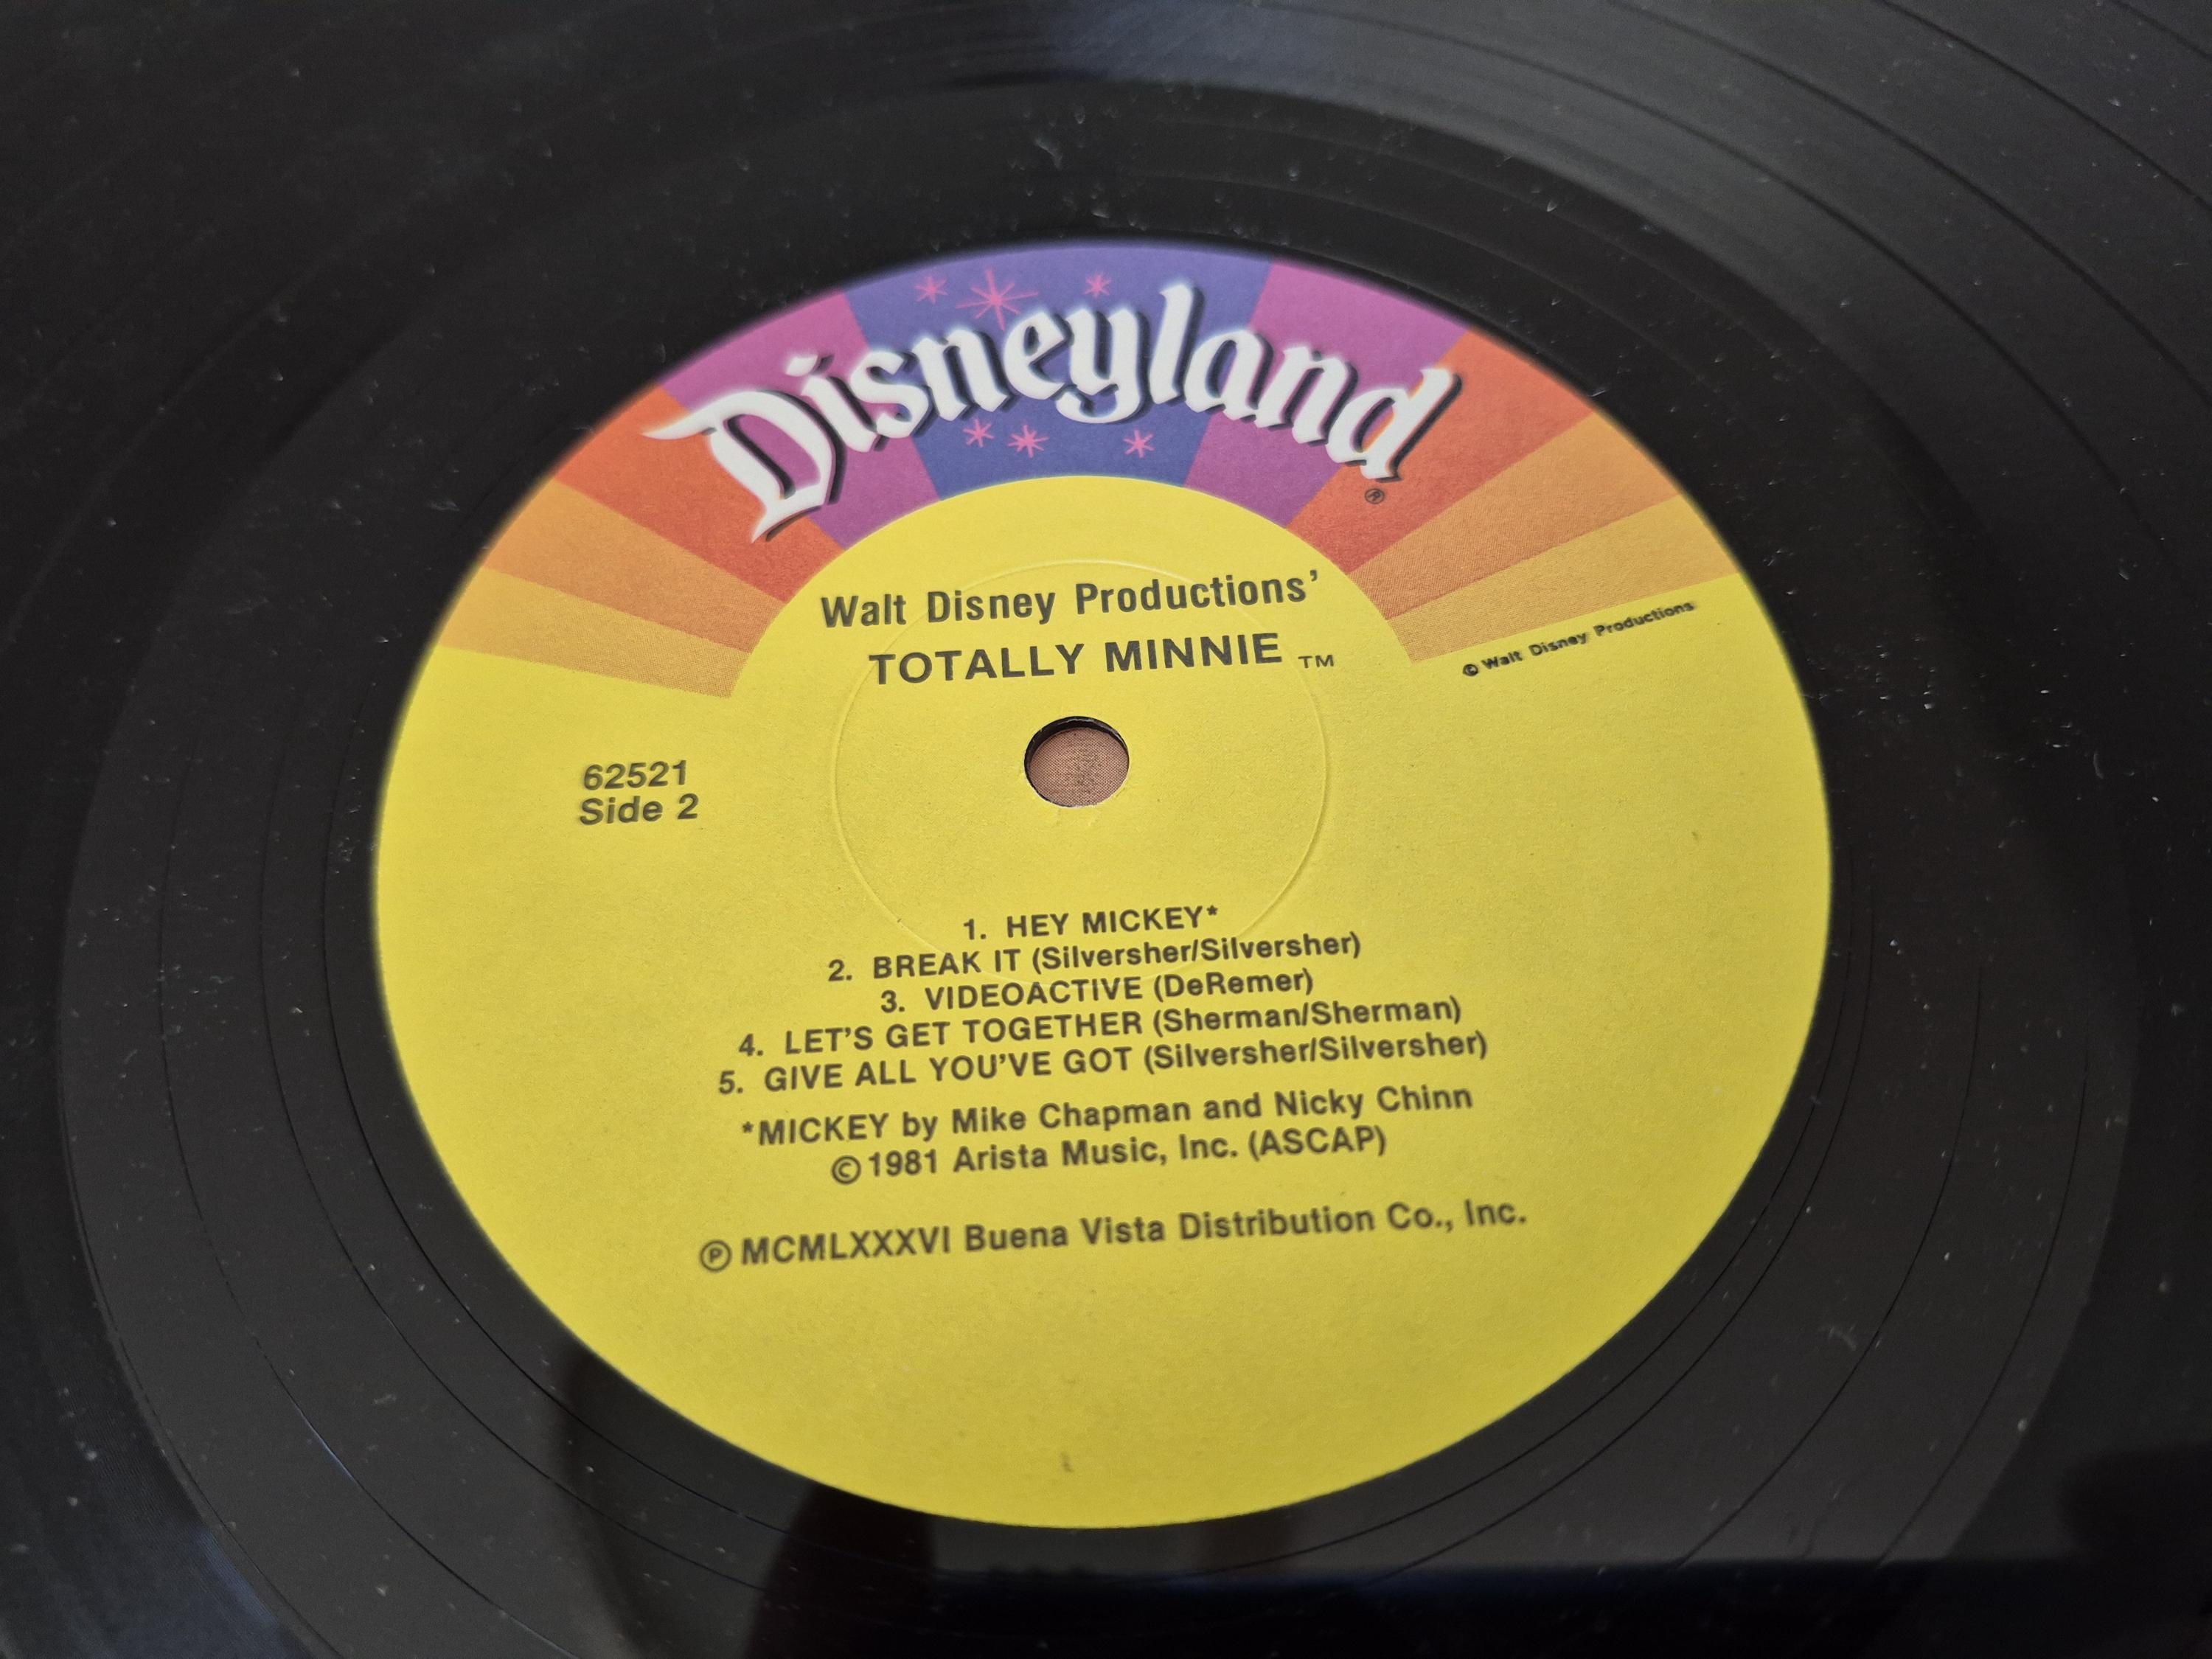 Disneyland®
Walt Disney Productions'
TOTALLY MINNIE ™
© Walt Disney Productions
62521
Side 2
1. HEY MICKEY*
2. BREAK IT (Silversher/Silversher)
3. VIDEOACTIVE (DeRemer)
4. LET'S GET TOGETHER (Sherman/Sherman)
5. GIVE ALL YOU'VE GOT (Silversher/Silversher)
*MICKEY by Mike Chapman and Nicky Chinn
©1981 Arista Music, Inc. (ASCAP)
Ⓟ MCMLXXXVI Buena Vista Distribution Co., Inc.